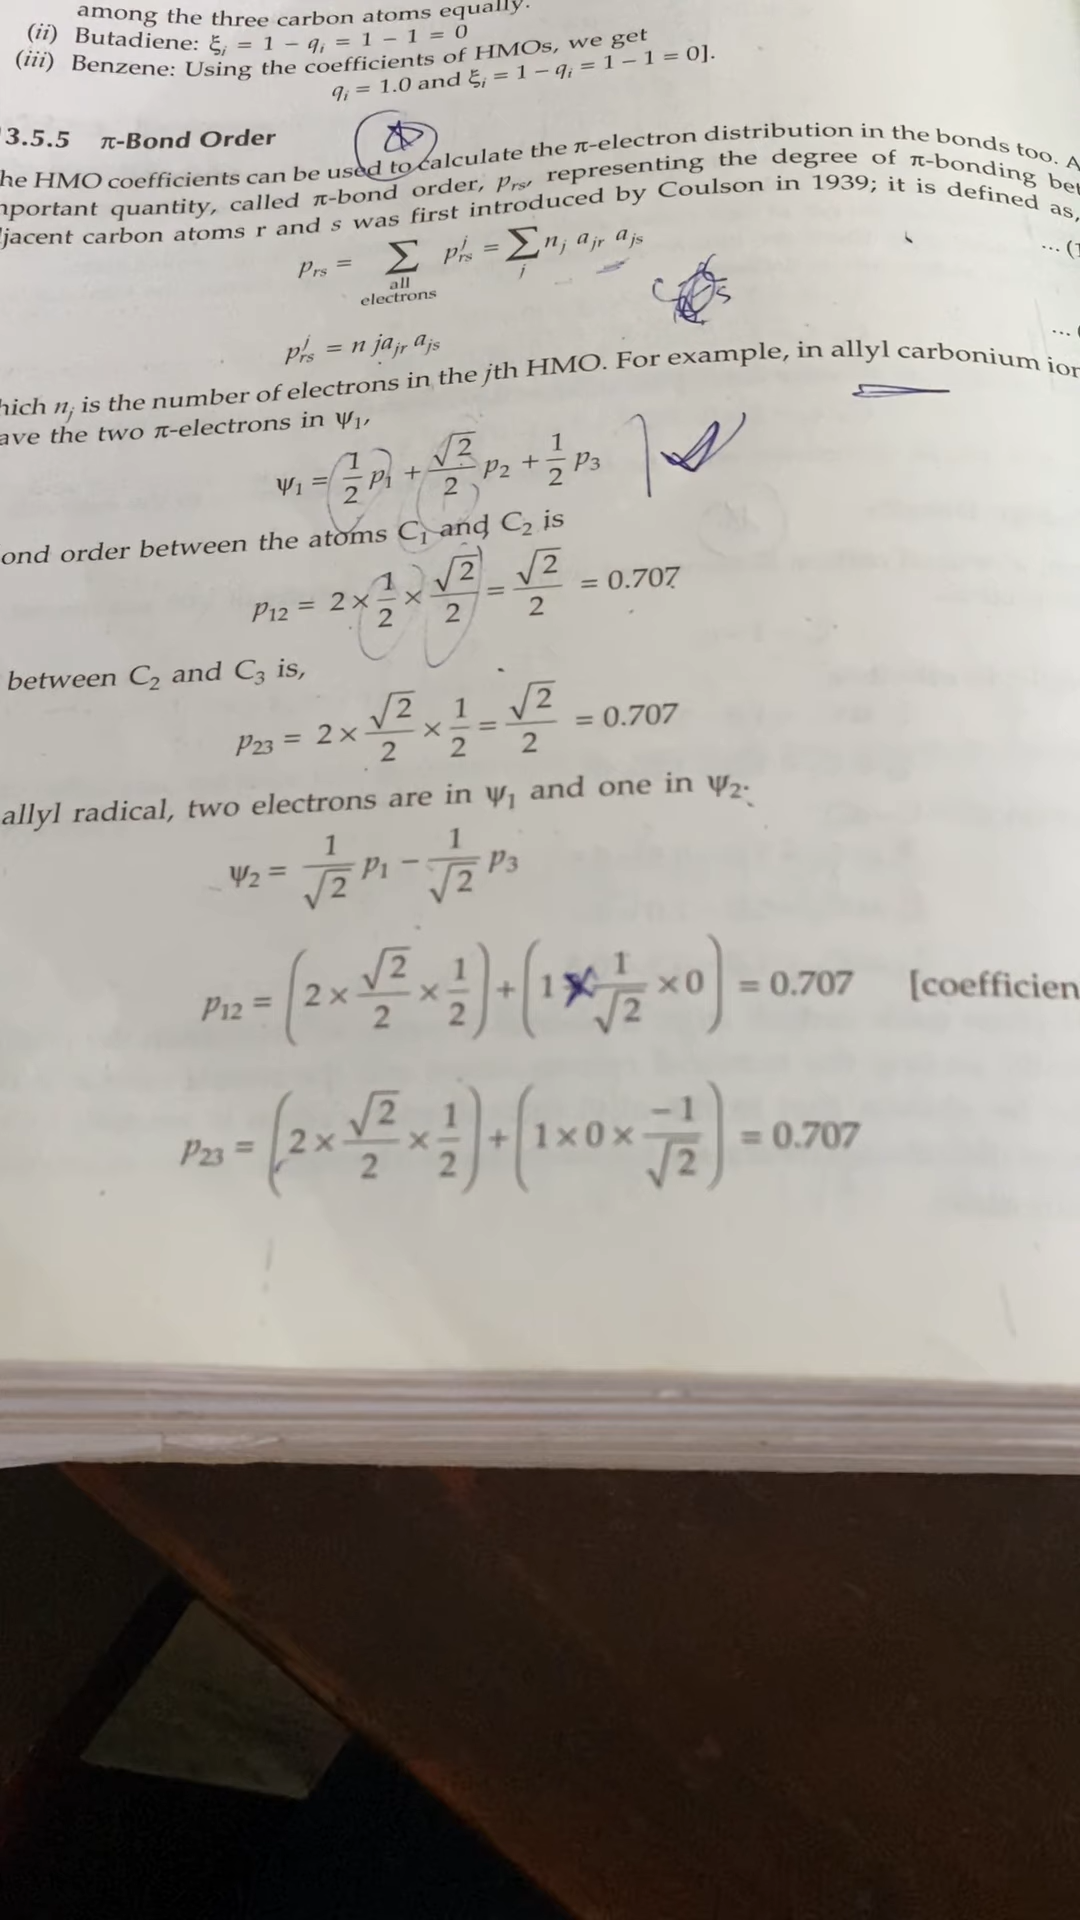 among the three carbon atoms equally.
(ii) Butadiene: ξᵢ = 1 − qᵢ = 1 − 1 = 0
(iii) Benzene: Using the coefficients of HMOs, we get
qᵢ = 1.0 and ξᵢ = 1 − qᵢ = 1 − 1 = 0].
3.5.5 π-Bond Order
he HMO coefficients can be used to calculate the π-electron distribution in the bonds too. A
nportant quantity, called π-bond order, pᵣₛ, representing the degree of π-bonding bet
jacent carbon atoms r and s was first introduced by Coulson in 1939; it is defined as,
pᵣₛ = ∑ pʲᵣₛ = ∑ nⱼ aⱼᵣ aⱼₛ ... (1
all electrons j
pʲᵣₛ = n jaⱼᵣ aⱼₛ ... (
hich nⱼ is the number of electrons in the jth HMO. For example, in allyl carbonium ion
ave the two π-electrons in ψ₁,
ψ₁ = 1/2 p₁ + √2/2 p₂ + 1/2 p₃
ond order between the atoms C₁ and C₂ is
p₁₂ = 2 × 1/2 × √2/2 = √2/2 = 0.707
between C₂ and C₃ is,
p₂₃ = 2 × √2/2 × 1/2 = √2/2 = 0.707
allyl radical, two electrons are in ψ₁ and one in ψ₂.
ψ₂ = 1/√2 p₁ − 1/√2 p₃
p₁₂ = (2 × √2/2 × 1/2) + (1 × 1/√2 × 0) = 0.707 [coefficien
p₂₃ = (2 × √2/2 × 1/2) + (1 × 0 × −1/√2) = 0.707